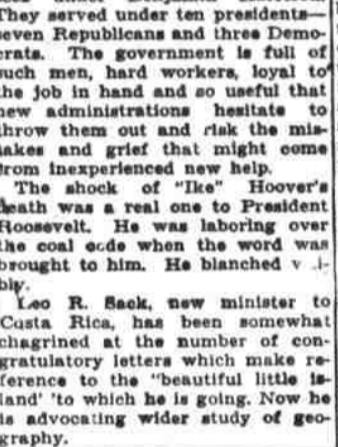 They served under ten presidents—
seven Republicans and three Demo-
crats. The government is full of
such men, hard workers, loyal to
the job in hand and so useful that
new administrations hesitate to
throw them out and risk the mis-
takes and grief that might come
from inexperienced new help.
The shock of "Ike" Hoover's
death was a real one to President
Roosevelt. He was laboring over
the coal code when the word was
brought to him. He blanched
Leo R. Sack, new minister to
Costa Rica, has been somewhat
chagrined at the number of con-
gratulatory letters which make re-
ference to the "beautiful little is-
land' 'to which he is going. Now he
is advocating wider study of geo-
graphy.